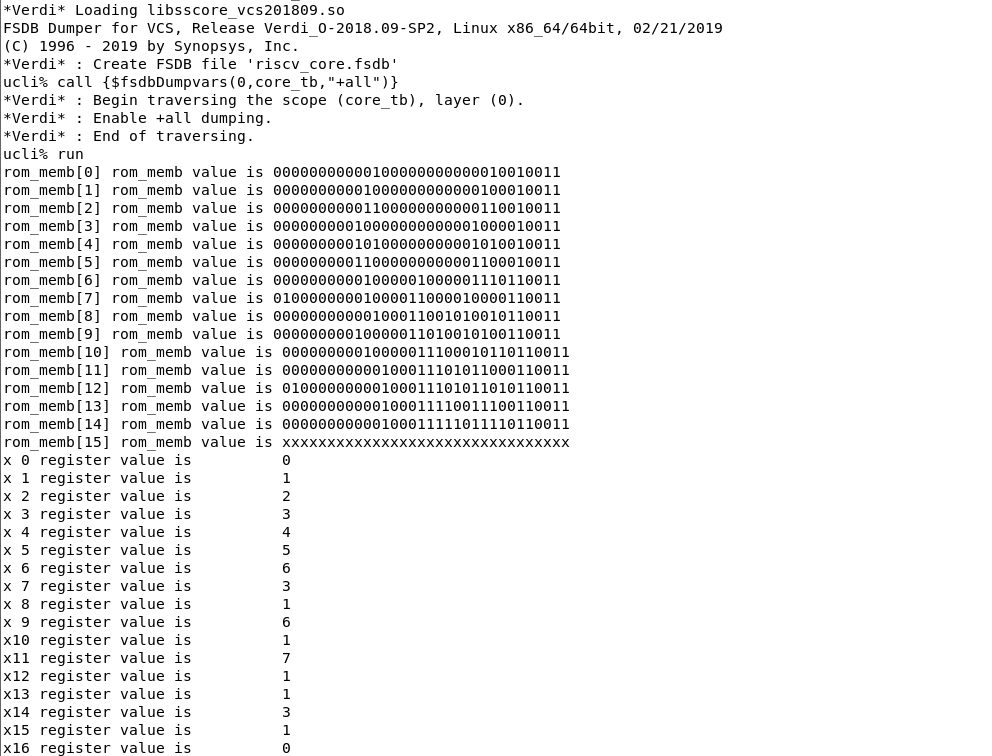 *Verdi* Loading libsscore_vcs201809.so
FSDB Dumper for VCS, Release Verdi_O-2018.09-SP2, Linux x86_64/64bit, 02/21/2019
(C) 1996 - 2019 by Synopsys, Inc.
*Verdi* : Create FSDB file 'riscv_core.fsdb'
ucli% call {$fsdbDumpvars(0,core_tb,"+all")}
*Verdi* : Begin traversing the scope (core_tb), layer (0).
*Verdi* : Enable +all dumping.
*Verdi* : End of traversing.
ucli% run
rom_memb[0] rom_memb value is 00000000000100000000000010010011
rom_memb[1] rom_memb value is 00000000001000000000000100010011
rom_memb[2] rom_memb value is 00000000001100000000000110010011
rom_memb[3] rom_memb value is 00000000010000000000001000010011
rom_memb[4] rom_memb value is 00000000010100000000001010010011
rom_memb[5] rom_memb value is 00000000011000000000001100010011
rom_memb[6] rom_memb value is 00000000001000001000001110110011
rom_memb[7] rom_memb value is 01000000001000011000010000110011
rom_memb[8] rom_memb value is 00000000000100011001010010110011
rom_memb[9] rom_memb value is 00000000010000011010010100110011
rom_memb[10] rom_memb value is 00000000010000011100010110110011
rom_memb[11] rom_memb value is 00000000000100011101011000110011
rom_memb[12] rom_memb value is 01000000000100011101011010110011
rom_memb[13] rom_memb value is 00000000000100011110011100110011
rom_memb[14] rom_memb value is 00000000000100011111011110110011
rom_memb[15] rom_memb value is xxxxxxxxxxxxxxxxxxxxxxxxxxxxxxxx
x 0 register value is          0
x 1 register value is          1
x 2 register value is          2
x 3 register value is          3
x 4 register value is          4
x 5 register value is          5
x 6 register value is          6
x 7 register value is          3
x 8 register value is          1
x 9 register value is          6
x10 register value is          1
x11 register value is          7
x12 register value is          1
x13 register value is          1
x14 register value is          3
x15 register value is          1
x16 register value is          0